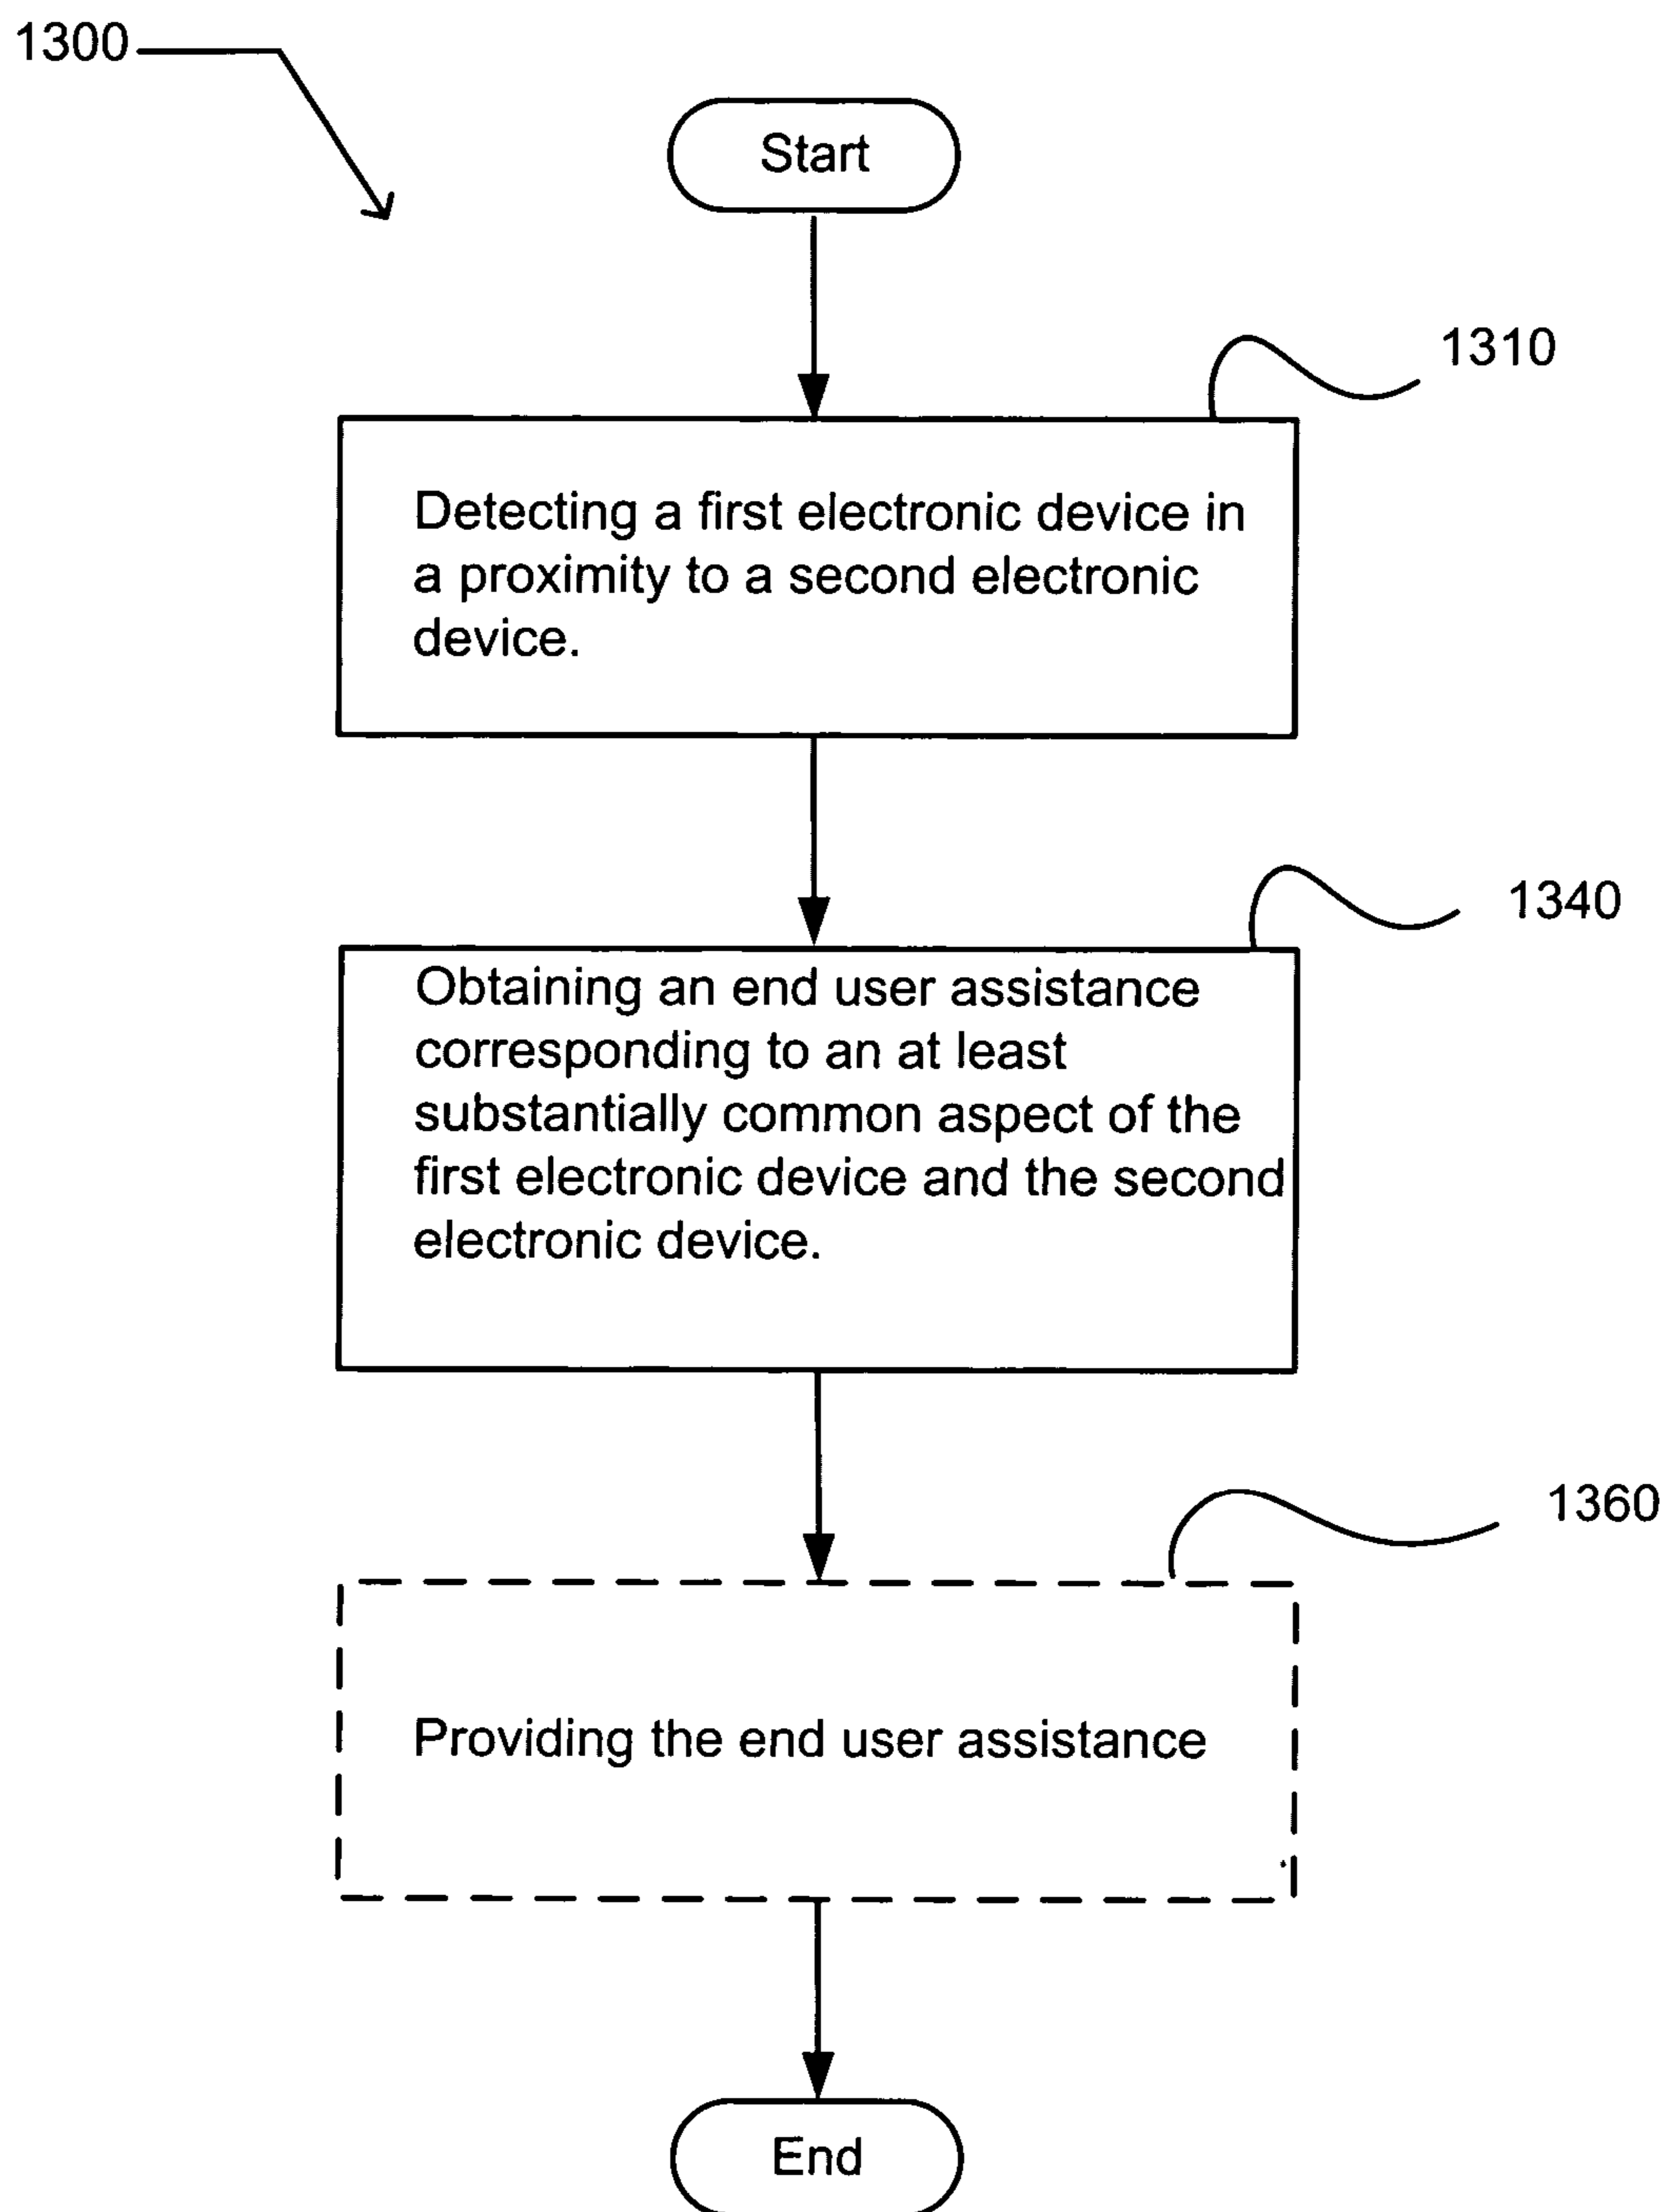 1300
Start
1310
Detecting a first electronic device in
a proximity to a second electronic
device.
1340
Obtaining an end user assistance
corresponding to an at least
substantially common aspect of the
first electronic device and the second
electronic device.
1360
Providing the end user assistance
End